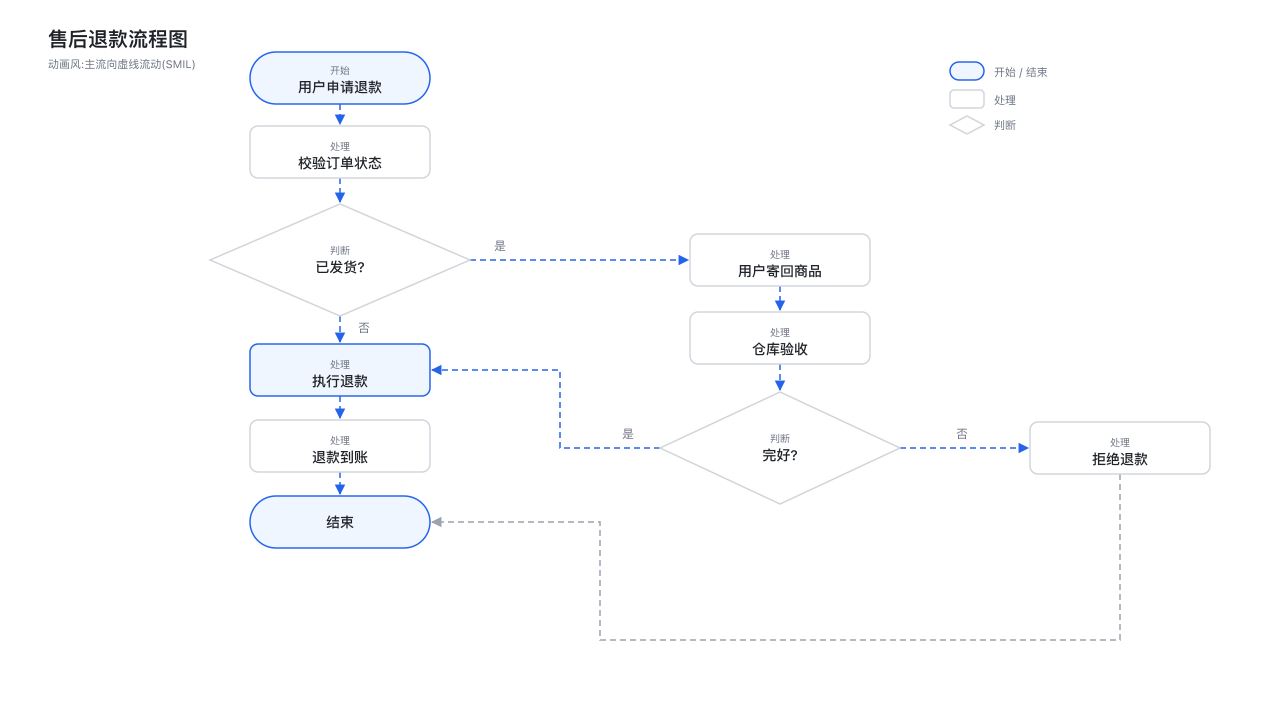 售后退款流程图
动画风:主流向虚线流动(SMIL)
开始
用户申请退款
处理
校验订单状态
判断
已发货?
是
否
处理
执行退款
处理
退款到账
结束
处理
用户寄回商品
处理
仓库验收
判断
完好?
是
否
处理
拒绝退款
开始 / 结束
处理
判断